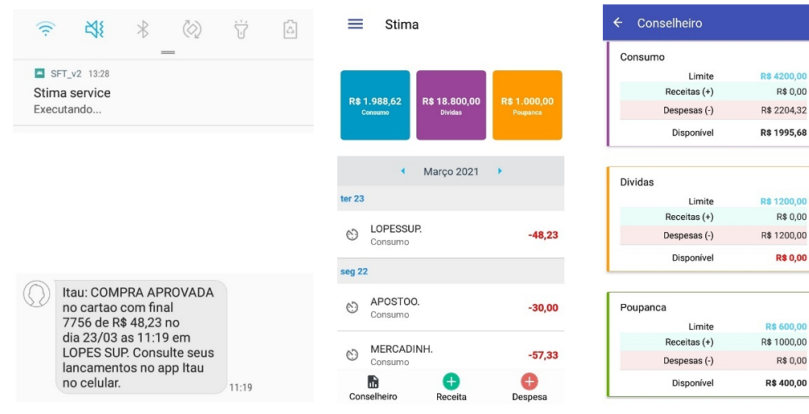 SFT_v2 13:28
Stima service
Executando...
Itau: COMPRA APROVADA
no cartao com final
7756 de R$ 48,23 no
dia 23/03 as 11:19 em
LOPES SUP. Consulte seus
lancamentos no app Itau
no celular.
11:19
Stima
R$ 1.988,62
Consumo
R$ 18.800,00
Dividas
R$ 1.000,00
Poupanca
Março 2021
ter 23
LOPESSUP.
Consumo
-48,23
seg 22
APOSTOO.
Consumo
-30,00
MERCADINH.
Consumo
-57,33
Conselheiro
Receita
Despesa
Conselheiro
Consumo
Limite R$ 4200,00
Receitas (+) R$ 0,00
Despesas (-) R$ 2204,32
Disponível R$ 1995,68
Dividas
Limite R$ 1200,00
Receitas (+) R$ 0,00
Despesas (-) R$ 1200,00
Disponível R$ 0,00
Poupanca
Limite R$ 600,00
Receitas (+) R$ 1000,00
Despesas (-) R$ 0,00
Disponível R$ 400,00